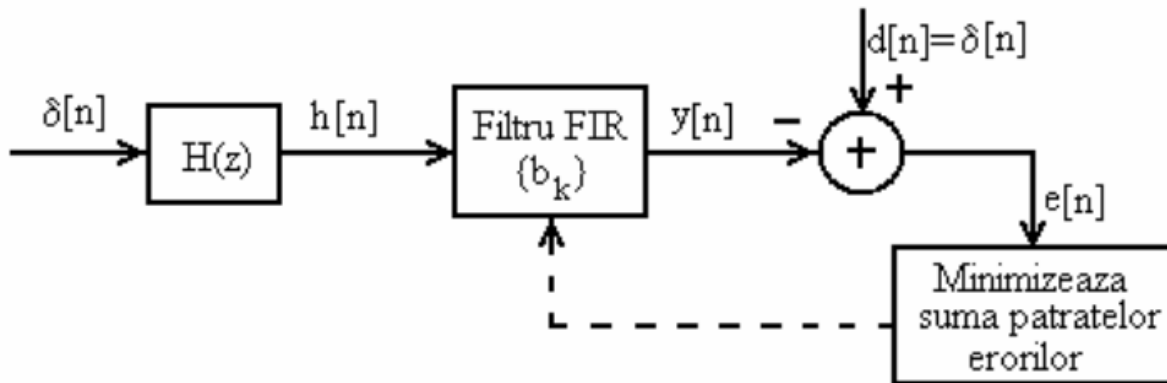 d[n]=δ[n]
+
δ[n]
H(z)
h[n]
Filtru FIR
{b_k}
y[n]
−
+
e[n]
Minimizeaza
suma patratelor
erorilor